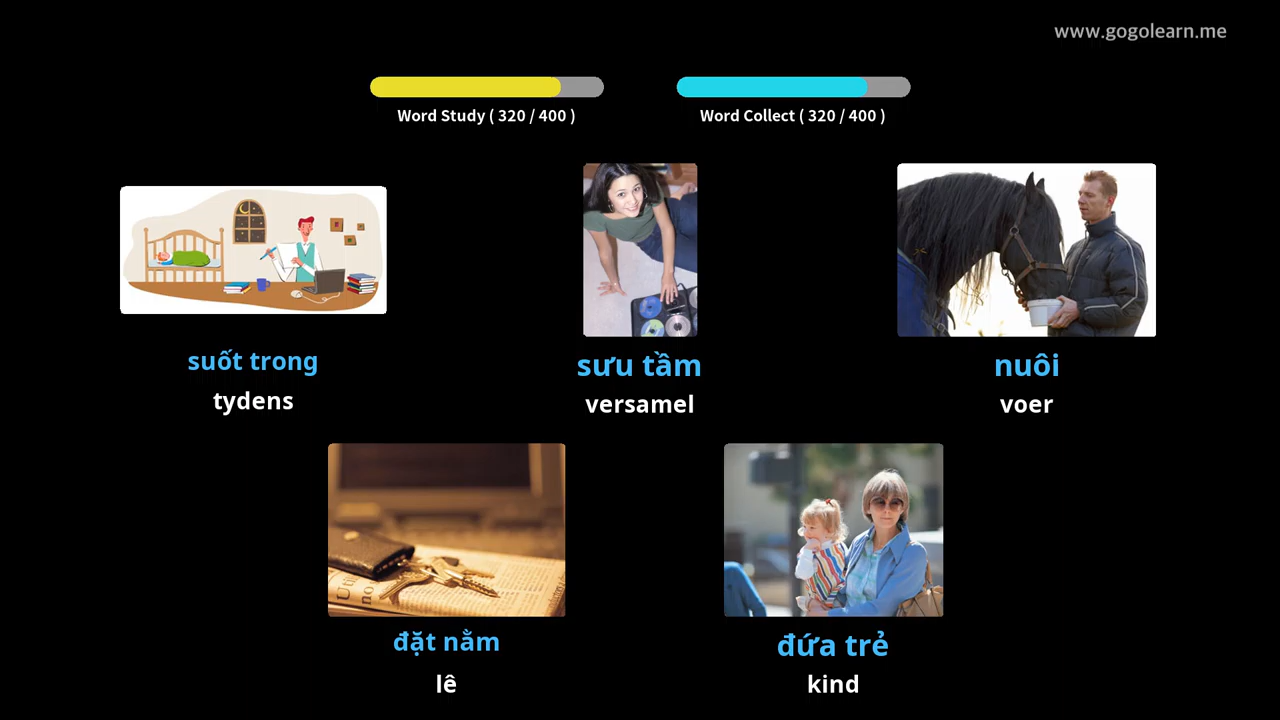 www.gogolearn.me
Word Study ( 320 / 400 )
Word Collect ( 320 / 400 )
suốt trong
tydens
sưu tầm
versamel
nuôi
voer
đặt nằm
lê
đứa trẻ
kind